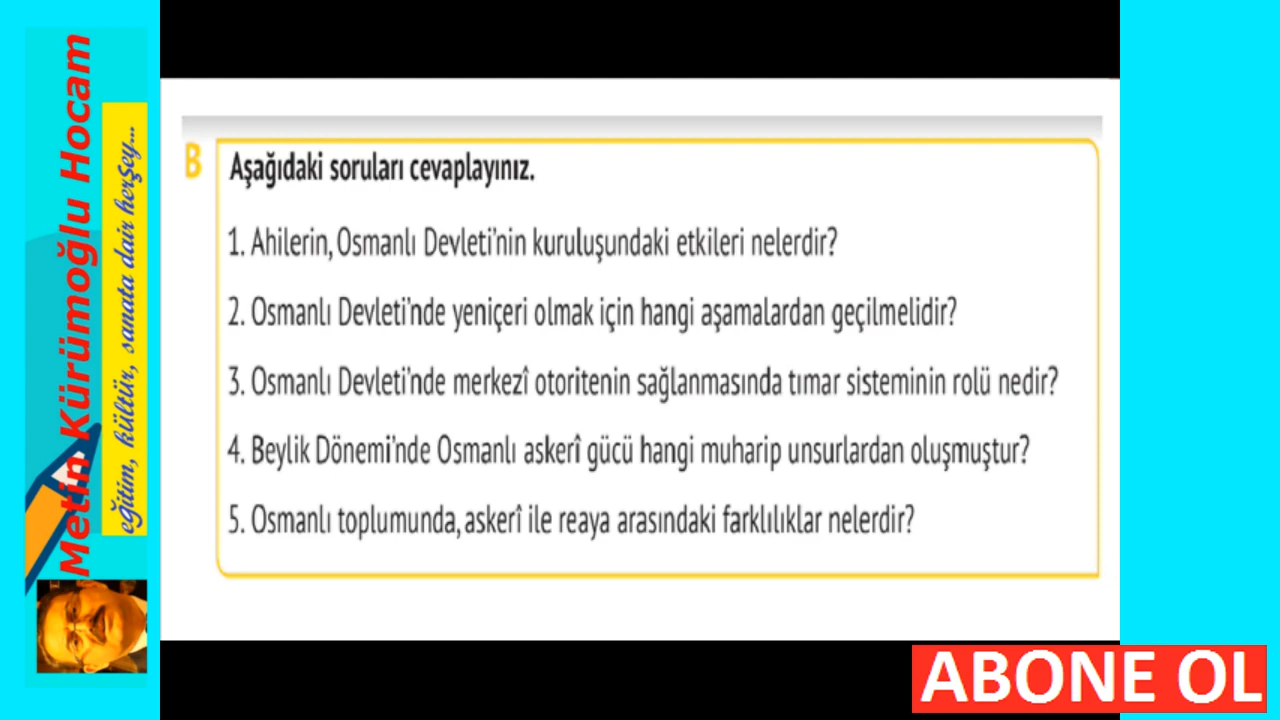 Metin Kürümoğlu Hocam
eğitim, kültür, sanata dair herşey...
B
Aşağıdaki soruları cevaplayınız.
1. Ahilerin, Osmanlı Devleti'nin kuruluşundaki etkileri nelerdir?
2. Osmanlı Devleti'nde yeniçeri olmak için hangi aşamalardan geçilmelidir?
3. Osmanlı Devleti'nde merkezî otoritenin sağlanmasında tımar sisteminin rolü nedir?
4. Beylik Dönemi'nde Osmanlı askerî gücü hangi muharip unsurlardan oluşmuştur?
5. Osmanlı toplumunda, askerî ile reaya arasındaki farklılıklar nelerdir?
ABONE OL